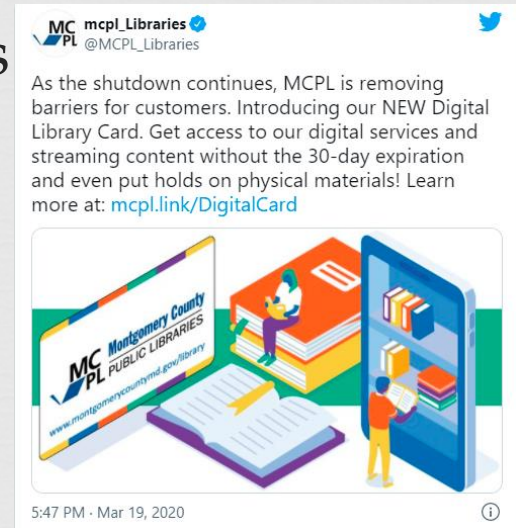 s
MC PL mcpl_Libraries
@MCPL_Libraries
As the shutdown continues, MCPL is removing
barriers for customers. Introducing our NEW Digital
Library Card. Get access to our digital services and
streaming content without the 30-day expiration
and even put holds on physical materials! Learn
more at: mcpl.link/DigitalCard
MC Montgomery County
PL PUBLIC LIBRARIES
www.montgomerycountymd.gov/library
5:47 PM · Mar 19, 2020